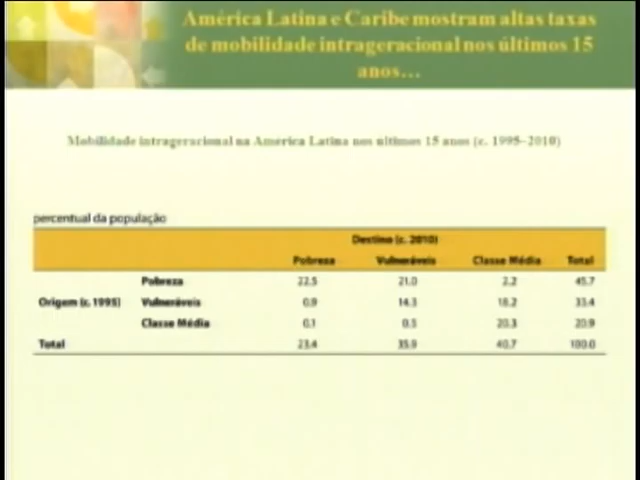 América Latina e Caribe mostram altas taxas
de mobilidade intrageracional nos últimos 15
anos…
Mobilidade intrageracional na América Latina nos últimos 15 anos (c. 1995–2010)
percentual da população
Destino (c. 2010)
Pobreza Vulneráveis Classe Média Total
Pobreza 22.5 21.0 2.2 45.7
Origem (c. 1995) Vulneráveis 0.9 14.3 18.2 33.4
Classe Média 0.1 0.5 20.3 20.9
Total 23.4 35.9 40.7 100.0